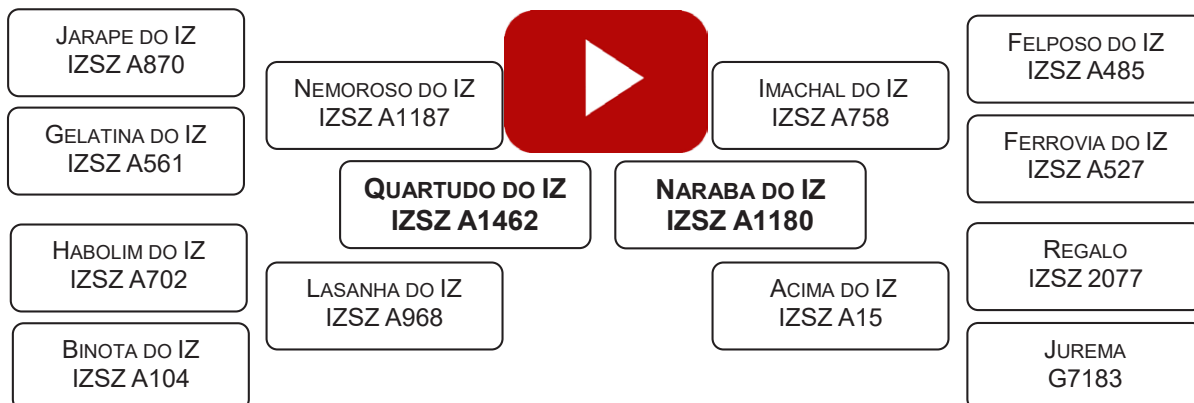 JARAPE DO IZ
IZSZ A870
GELATINA DO IZ
IZSZ A561
HABOLIM DO IZ
IZSZ A702
BINOTA DO IZ
IZSZ A104
NEMOROSO DO IZ
IZSZ A1187
LASANHA DO IZ
IZSZ A968
QUARTUDO DO IZ
IZSZ A1462
NARABA DO IZ
IZSZ A1180
IMACHAL DO IZ
IZSZ A758
ACIMA DO IZ
IZSZ A15
FELPOSO DO IZ
IZSZ A485
FERROVIA DO IZ
IZSZ A527
REGALO
IZSZ 2077
JUREMA
G7183